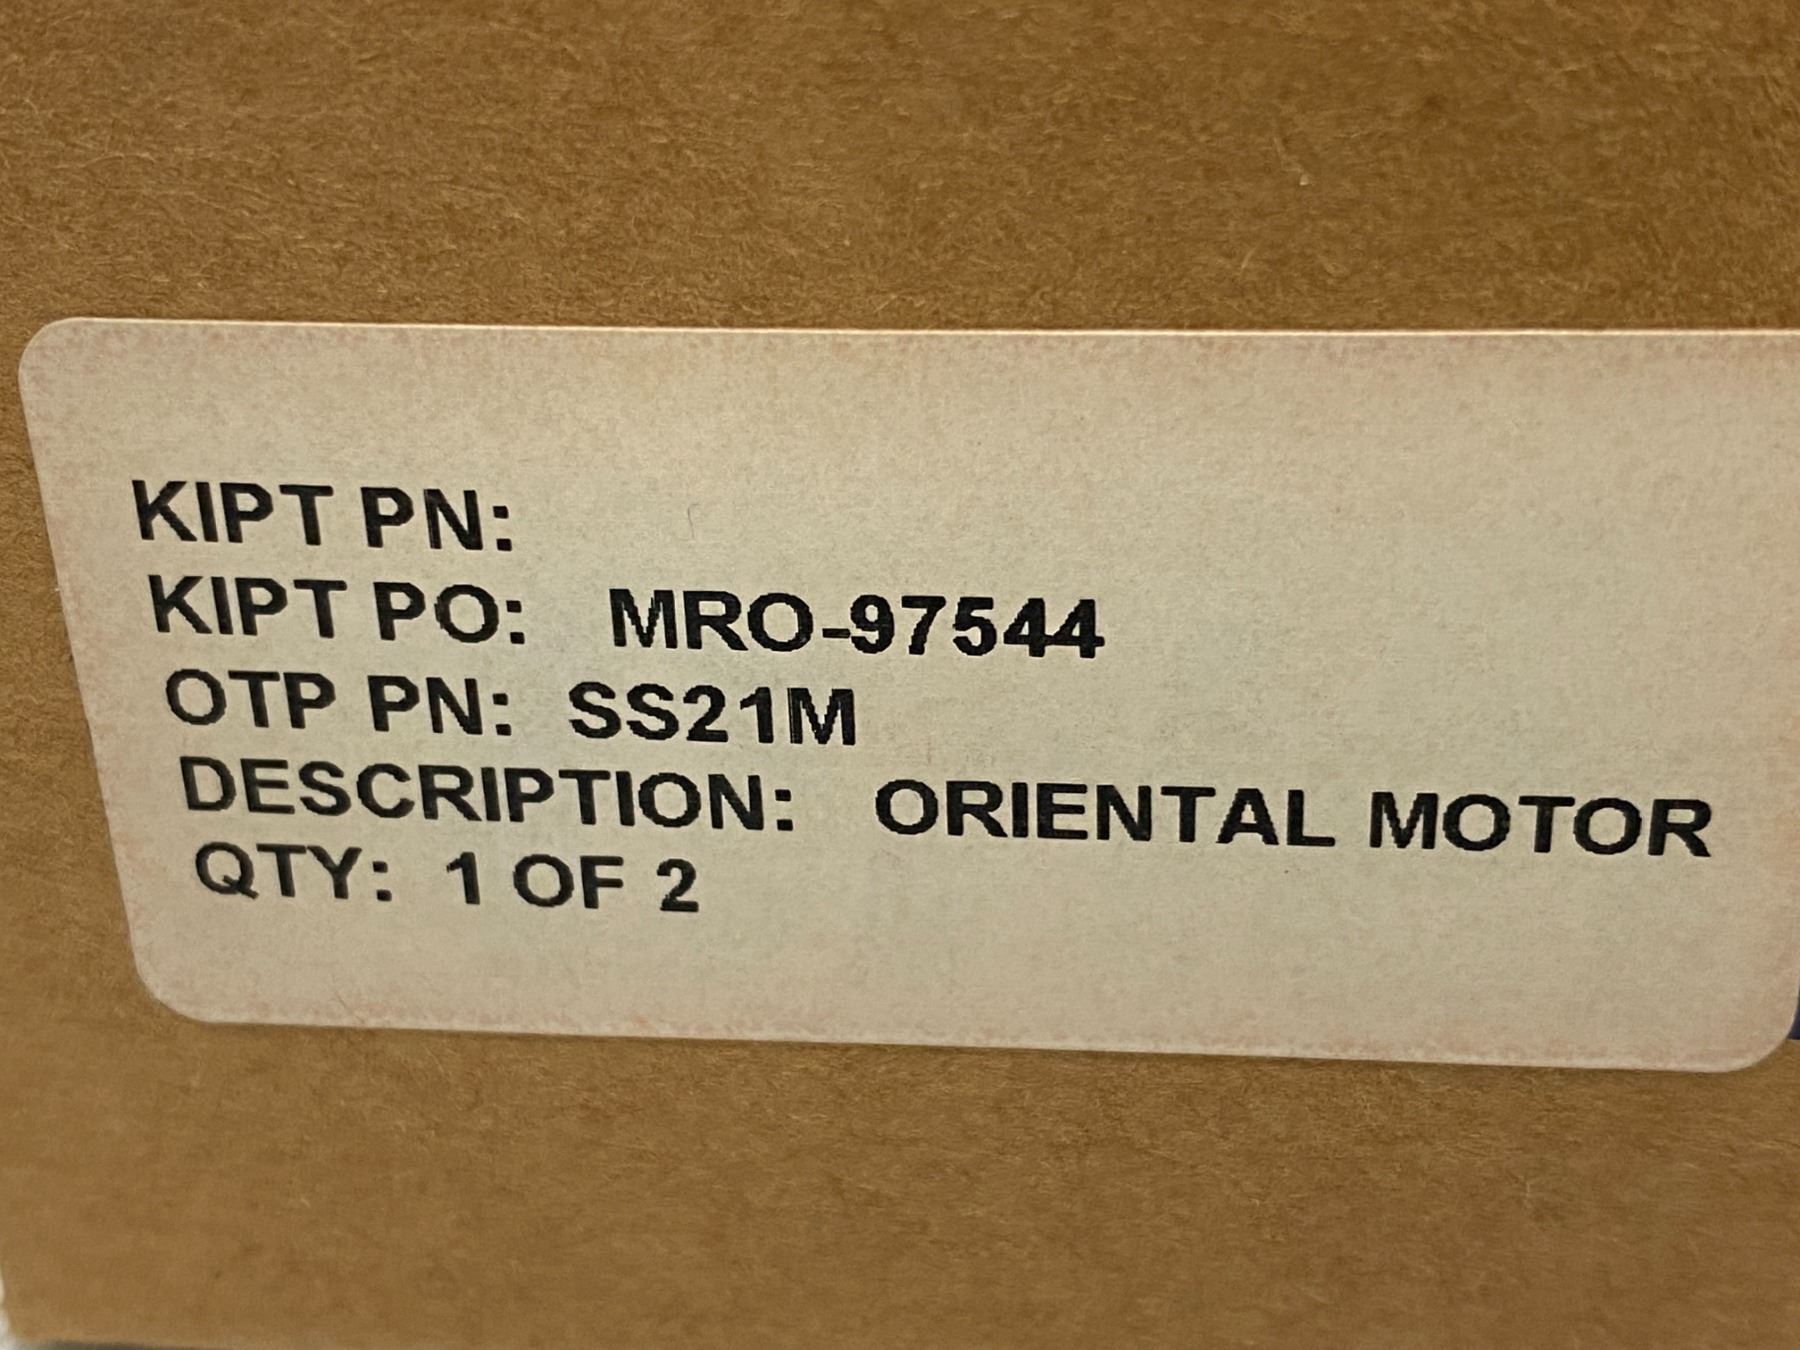 KIPT PN:
KIPT PO: MRO-97544
OTP PN: SS21M
DESCRIPTION: ORIENTAL MOTOR
QTY: 1 OF 2